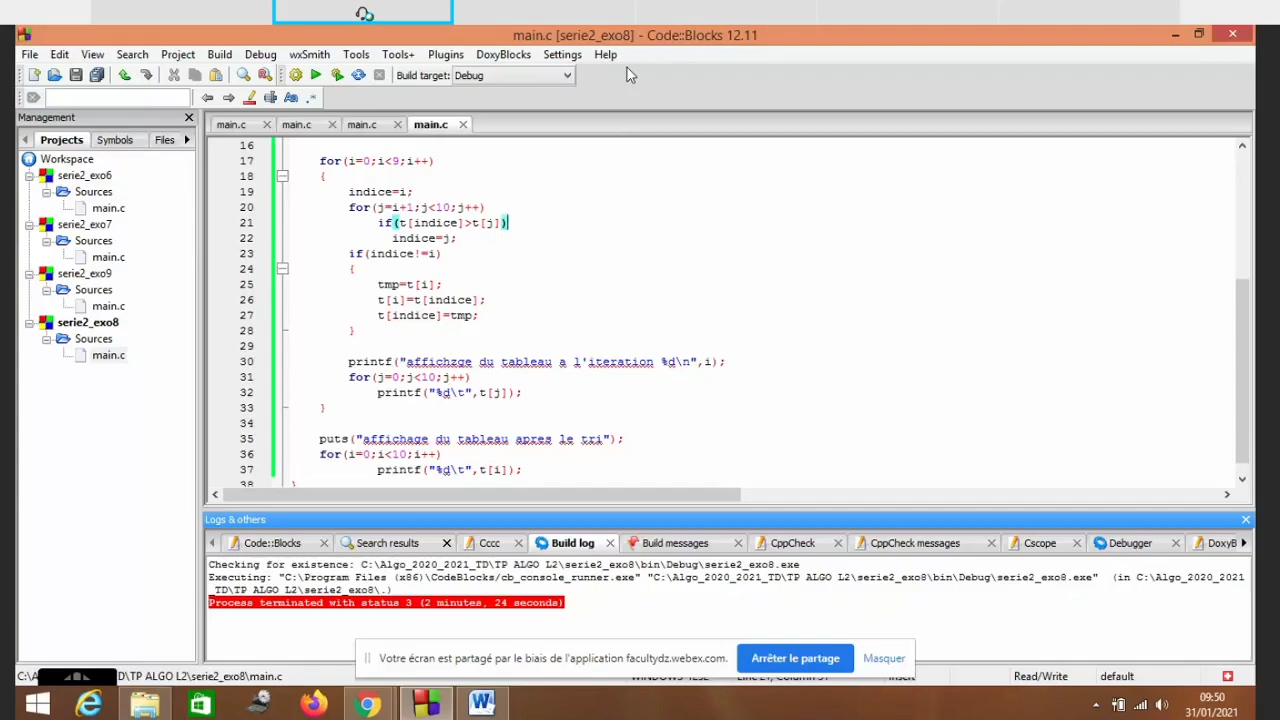 main.c [serie2_exo8] - Code::Blocks 12.11
File Edit View Search Project Build Debug wxSmith Tools Tools+ Plugins DoxyBlocks Settings Help
Build target: Debug
Management
main.c main.c main.c main.c
Projects Symbols Files
Workspace
serie2_exo6
Sources
main.c
serie2_exo7
Sources
main.c
serie2_exo9
Sources
main.c
serie2_exo8
Sources
main.c
16
17 for(i=0;i<9;i++)
18 {
19 indice=i;
20 for(j=i+1;j<10;j++)
21 if(t[indice]>t[j])
22 indice=j;
23 if(indice!=i)
24 {
25 tmp=t[i];
26 t[i]=t[indice];
27 t[indice]=tmp;
28 }
29
30 printf("affichzge du tableau a l'iteration %d\n",i);
31 for(j=0;j<10;j++)
32 printf("%d\t",t[j]);
33 }
34
35 puts("affichage du tableau apres le tri");
36 for(i=0;i<10;i++)
37 printf("%d\t",t[i]);
38 }
Logs & others
Code::Blocks Search results Cccc Build log Build messages CppCheck CppCheck messages Cscope Debugger DoxyB
Checking for existence: C:\Algo_2020_2021_TD\TP ALGO L2\serie2_exo8\bin\Debug\serie2_exo8.exe
Executing: "C:\Program Files (x86)\CodeBlocks/cb_console_runner.exe" "C:\Algo_2020_2021_TD\TP ALGO L2\serie2_exo8\bin\Debug\serie2_exo8.exe" (in C:\Algo_2020_2021
_TD\TP ALGO L2\serie2_exo8\.)
Process terminated with status 3 (2 minutes, 24 seconds)
Votre écran est partagé par le biais de l'application facultydz.webex.com. Arrêter le partage Masquer
C:\A D\TP ALGO L2\serie2_exo8\main.c Read/Write default
09:50
31/01/2021